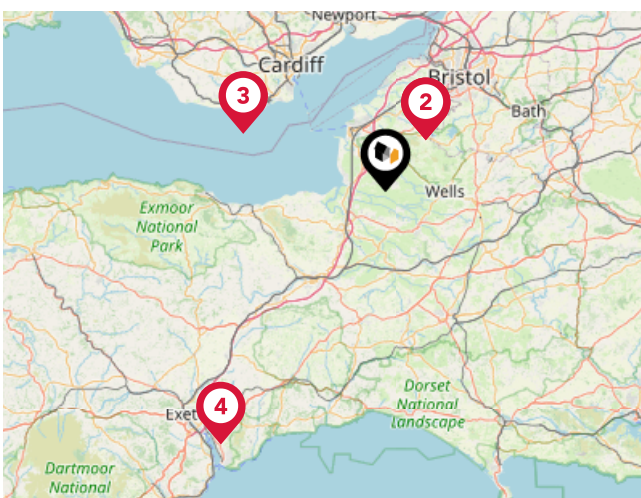 Newport
Cardiff
3
Bristol
2
Bath
Wells
Exmoor
National
Park
4
Exet
Dorset
National
Landscape
Dartmoor
National